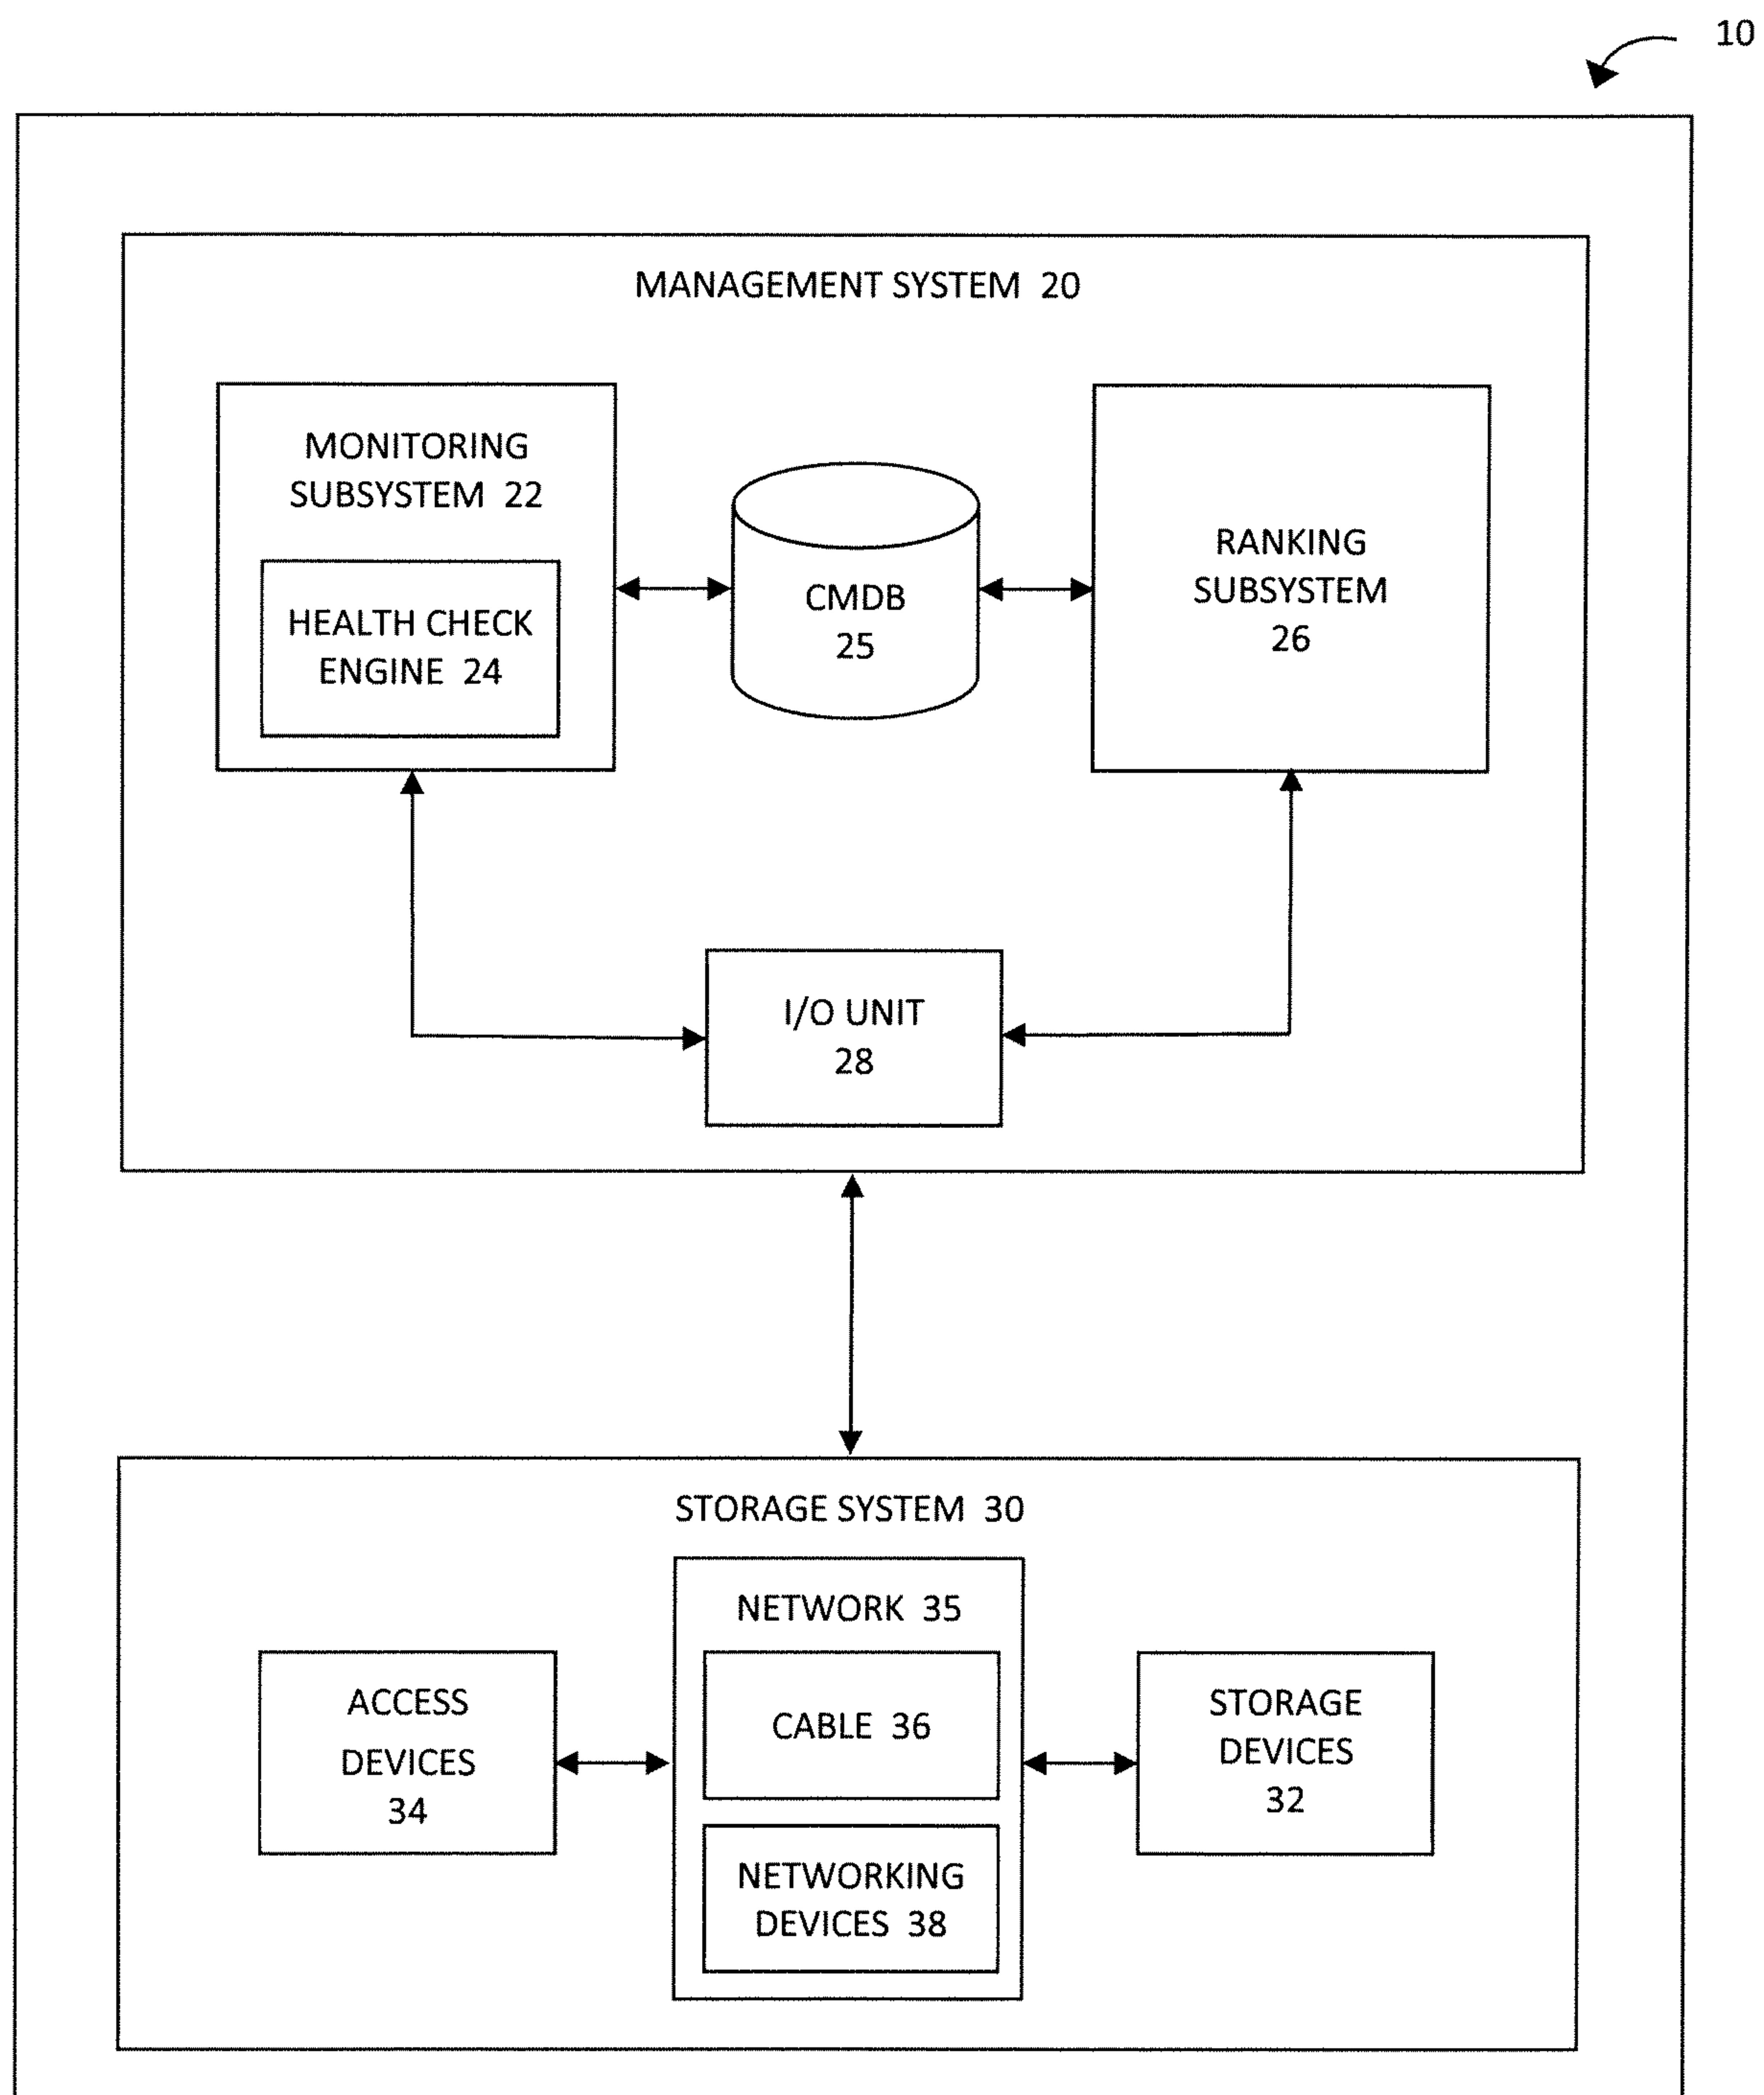 10
MANAGEMENT SYSTEM 20
MONITORING
SUBSYSTEM 22
HEALTH CHECK
ENGINE 24
CMDB
25
RANKING
SUBSYSTEM
26
I/O UNIT
28
STORAGE SYSTEM 30
ACCESS
DEVICES
34
NETWORK 35
CABLE 36
NETWORKING
DEVICES 38
STORAGE
DEVICES
32